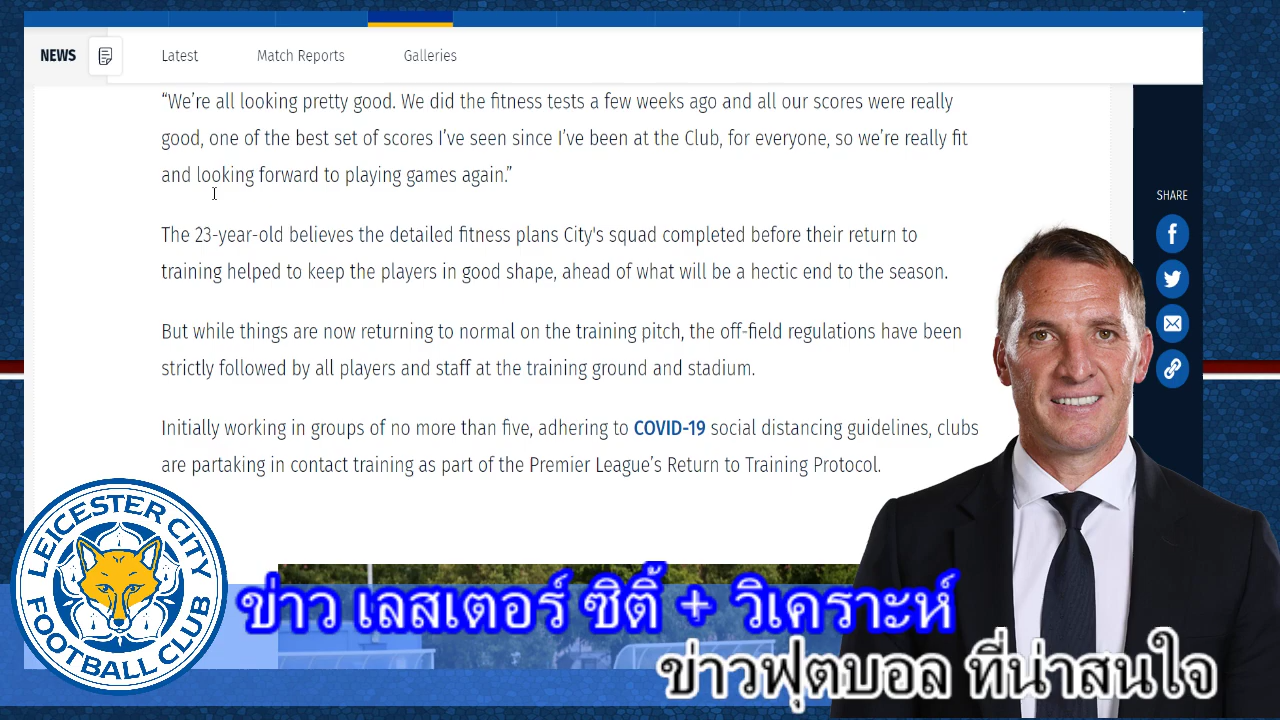 NEWS
Latest
Match Reports
Galleries
“We’re all looking pretty good. We did the fitness tests a few weeks ago and all our scores were really
good, one of the best set of scores I’ve seen since I’ve been at the Club, for everyone, so we’re really fit
and looking forward to playing games again.”
The 23-year-old believes the detailed fitness plans City's squad completed before their return to
training helped to keep the players in good shape, ahead of what will be a hectic end to the season.
But while things are now returning to normal on the training pitch, the off-field regulations have been
strictly followed by all players and staff at the training ground and stadium.
Initially working in groups of no more than five, adhering to COVID-19 social distancing guidelines, clubs
are partaking in contact training as part of the Premier League’s Return to Training Protocol.
SHARE
LEICESTER CITY
FOOTBALL CLUB
ข่าว เลสเตอร์ ซิตี้ + วิเคราะห์
ข่าวฟุตบอล ที่น่าสนใจ